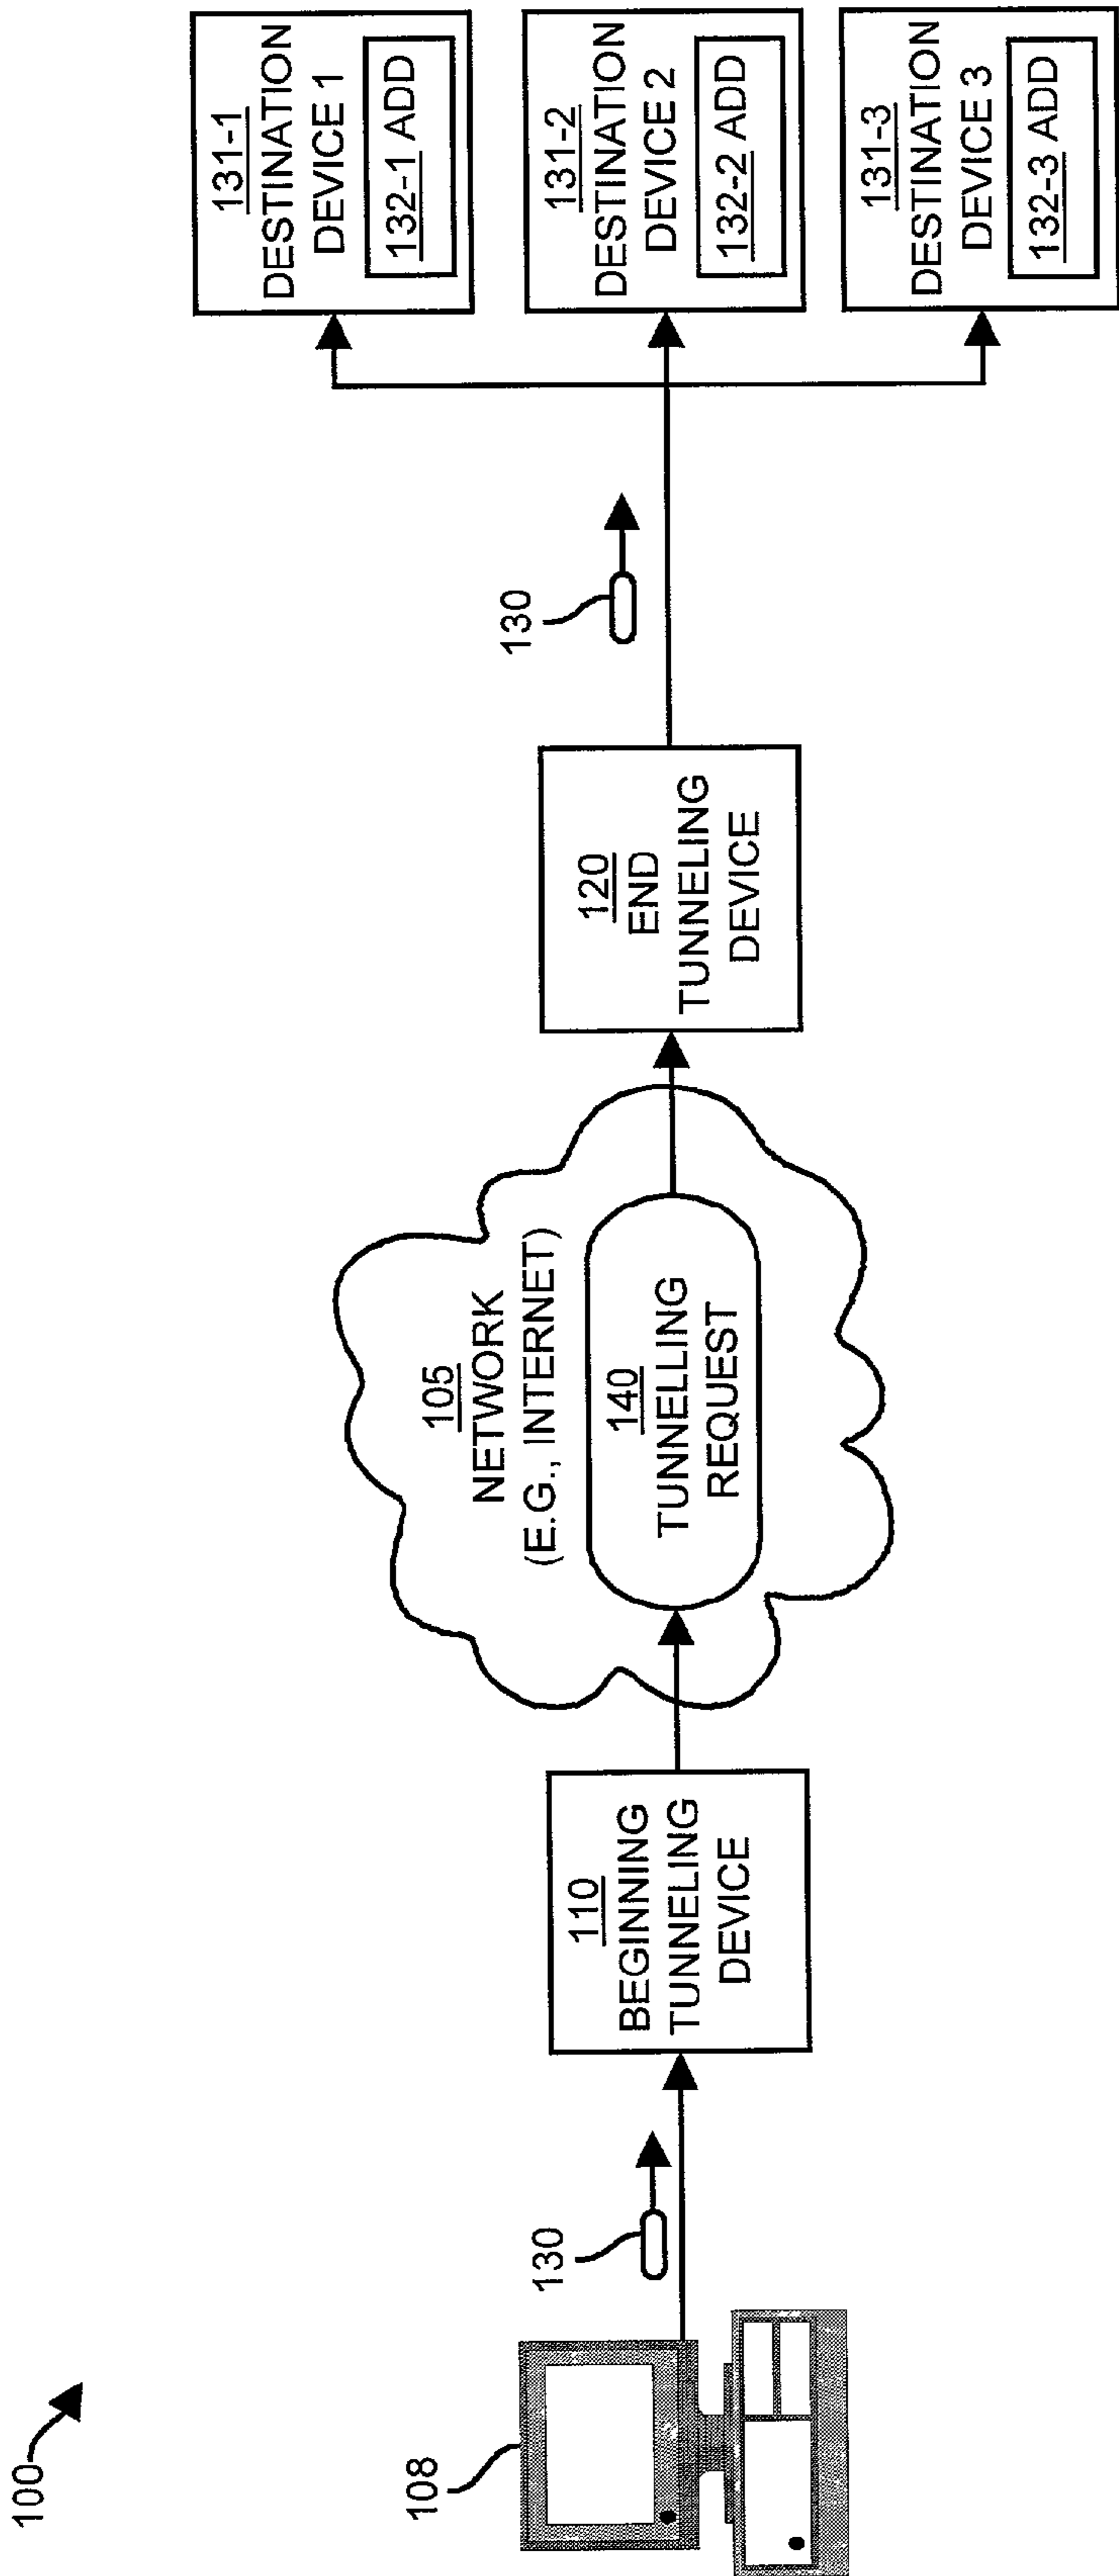 100
108
130
110
BEGINNING
TUNNELING
DEVICE
105
NETWORK
(E.G., INTERNET)
140
TUNNELLING
REQUEST
120
END
TUNNELING
DEVICE
130
131-1
DESTINATION
DEVICE 1
132-1 ADD
131-2
DESTINATION
DEVICE 2
132-2 ADD
131-3
DESTINATION
DEVICE 3
132-3 ADD